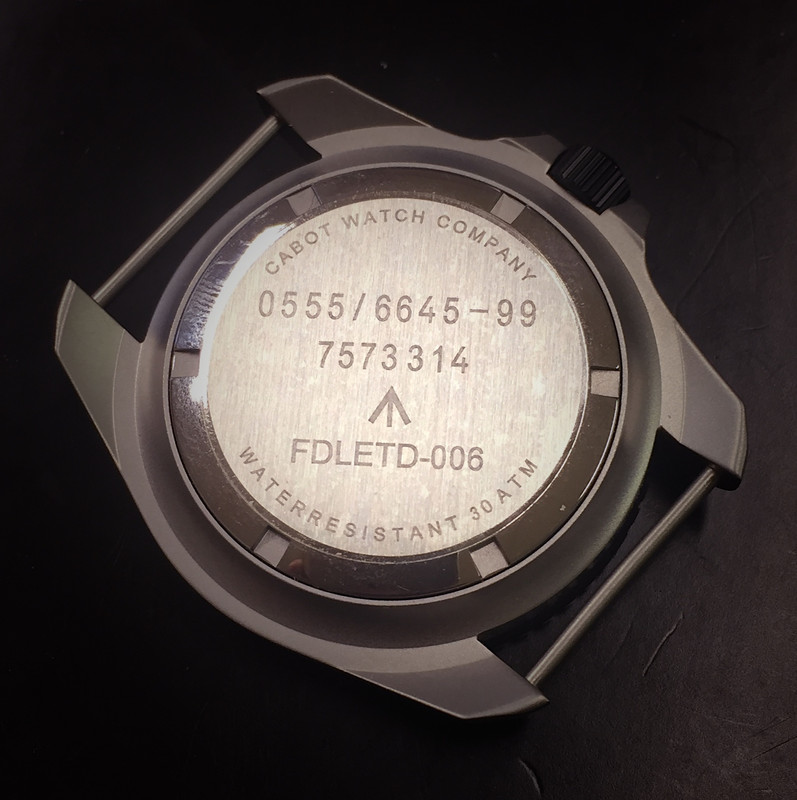 CABOT WATCH COMPANY
0555/6645-99
7573314
FDLETD-006
WATERRESISTANT 30 ATM